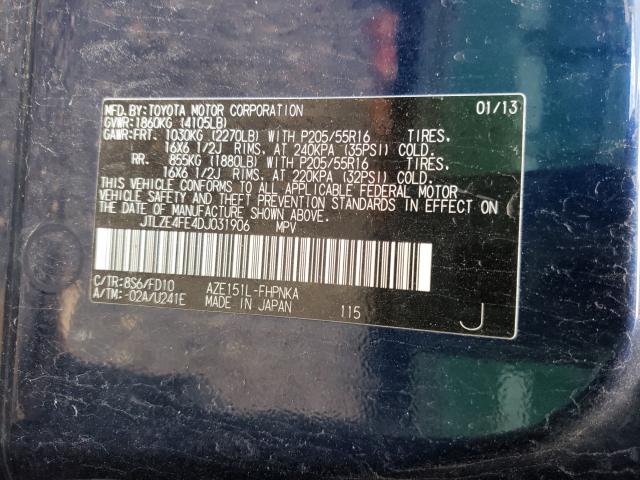 MFD.BY:TOYOTA MOTOR CORPORATION 01/13
GVWR:1860KG (4105LB)
GAWR:FRT. 1030KG (2270LB) WITH P205/55R16 TIRES.
16X6 1/2J RIMS. AT 240KPA (35PSI) COLD.
RR. 855KG (1880LB) WITH P205/55R16 TIRES.
16X6 1/2J RIMS. AT 220KPA (32PSI) COLD.
THIS VEHICLE CONFORMS TO ALL APPLICABLE FEDERAL MOTOR
VEHICLE SAFETY AND THEFT PREVENTION STANDARDS IN EFFECT ON
THE DATE OF MANUFACTURE SHOWN ABOVE.
JTLZE4FE4DJ031906 MPV
C/TR:8S6/FD10 AZE151L-FHPNKA
A/TM:-02A/U241E MADE IN JAPAN 115 J